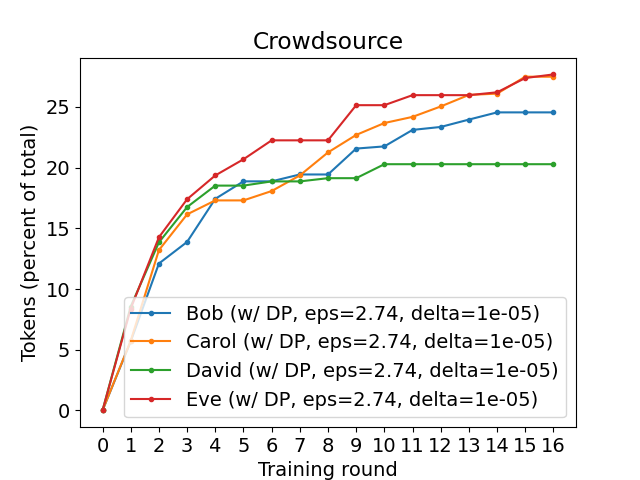 Crowdsource
Tokens (percent of total)
25
20
15
10
5
0
Bob (w/ DP, eps=2.74, delta=1e-05)
Carol (w/ DP, eps=2.74, delta=1e-05)
David (w/ DP, eps=2.74, delta=1e-05)
Eve (w/ DP, eps=2.74, delta=1e-05)
0 1 2 3 4 5 6 7 8 9 10 11 12 13 14 15 16
Training round